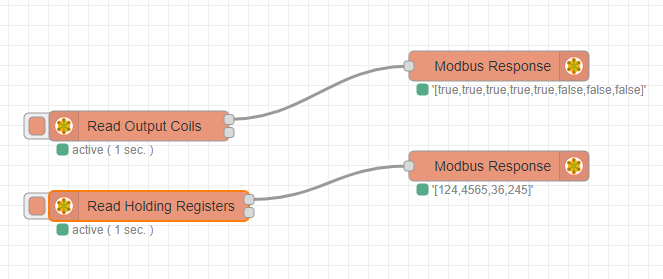 Modbus Response
'[true,true,true,true,true,false,false,false]'
Read Output Coils
active ( 1 sec. )
Modbus Response
'[124,4565,36,245]'
Read Holding Registers
active ( 1 sec. )